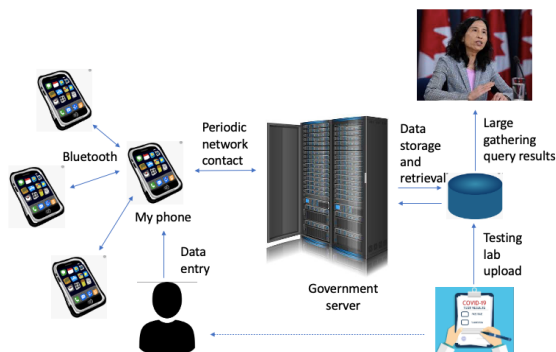 Bluetooth
My phone
Periodic
network
contact
Data
entry
Government
server
Data
storage
and
retrieval
Large
gathering
query results
Testing
lab
upload
COVID-19